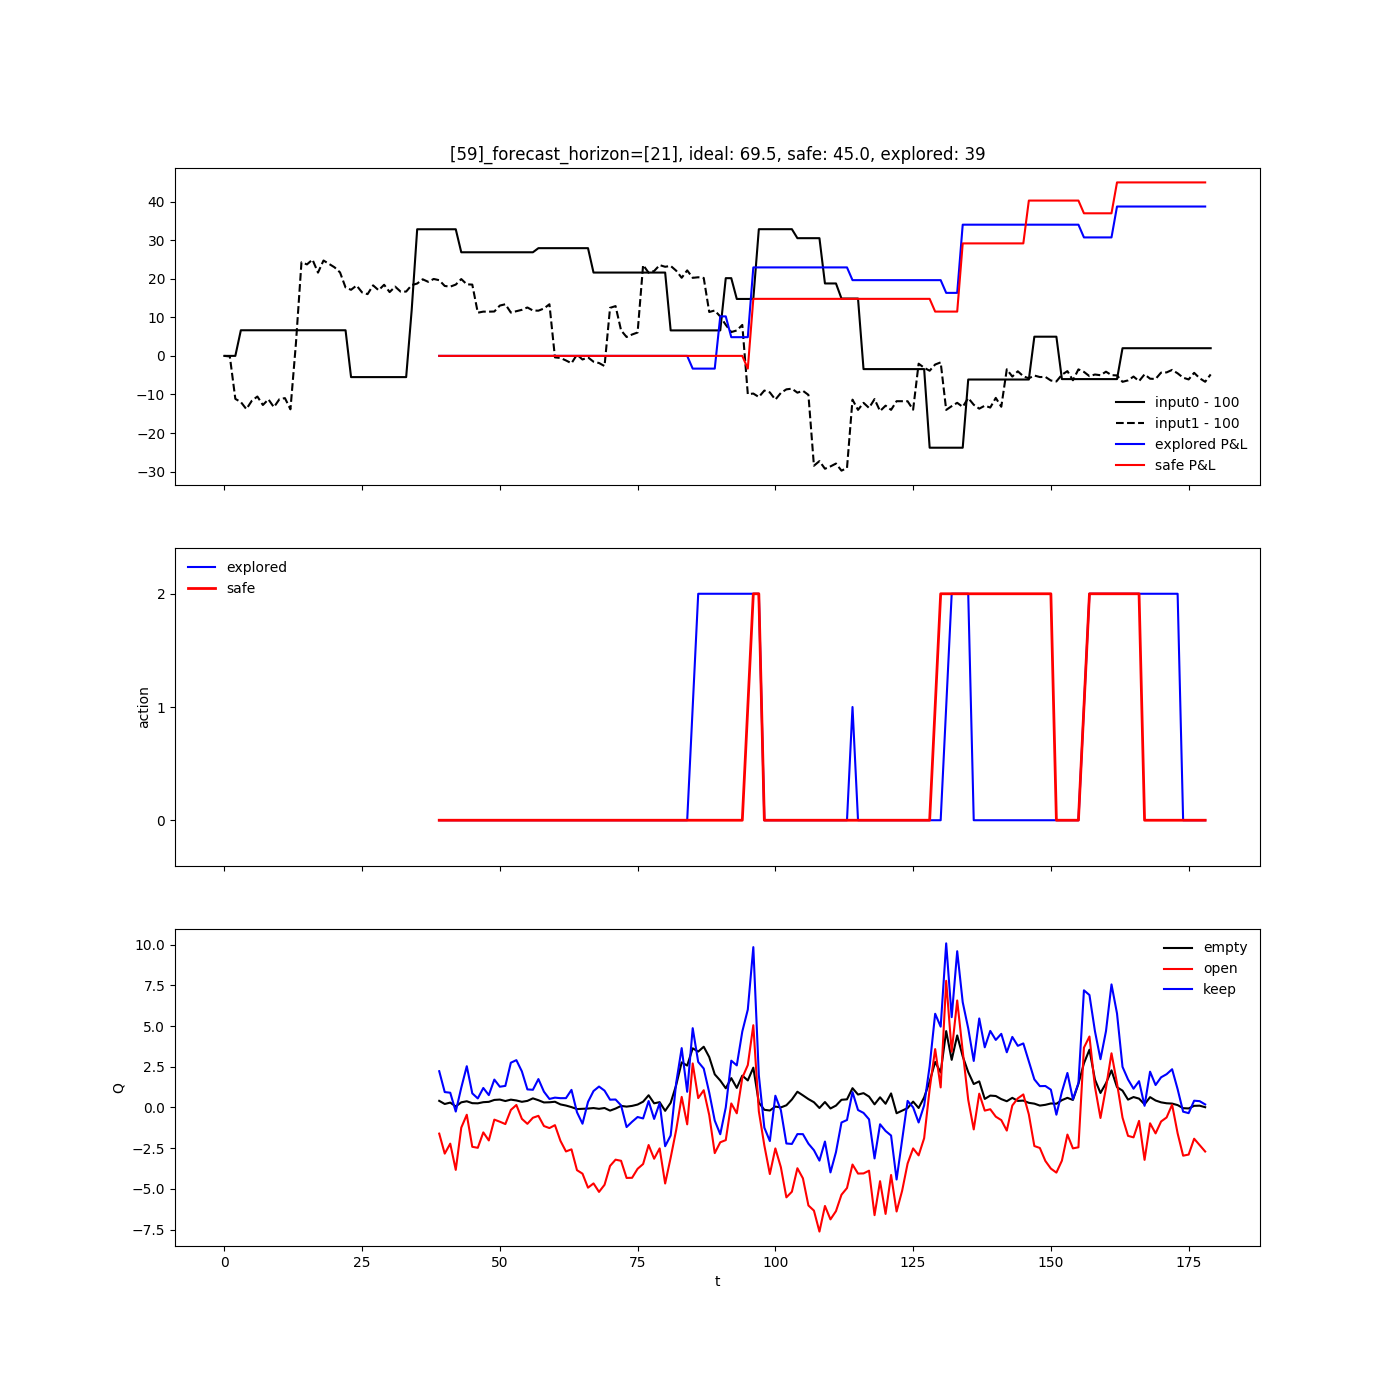 [59]_forecast_horizon=[21], ideal: 69.5, safe: 45.0, explored: 39
40
30
20
10
0
−10
−20
−30
input0 - 100
input1 - 100
explored P&L
safe P&L
explored
safe
2
1
0
action
empty
open
keep
10.0
7.5
5.0
2.5
0.0
−2.5
−5.0
−7.5
Q
0 25 50 75 100 125 150 175
t